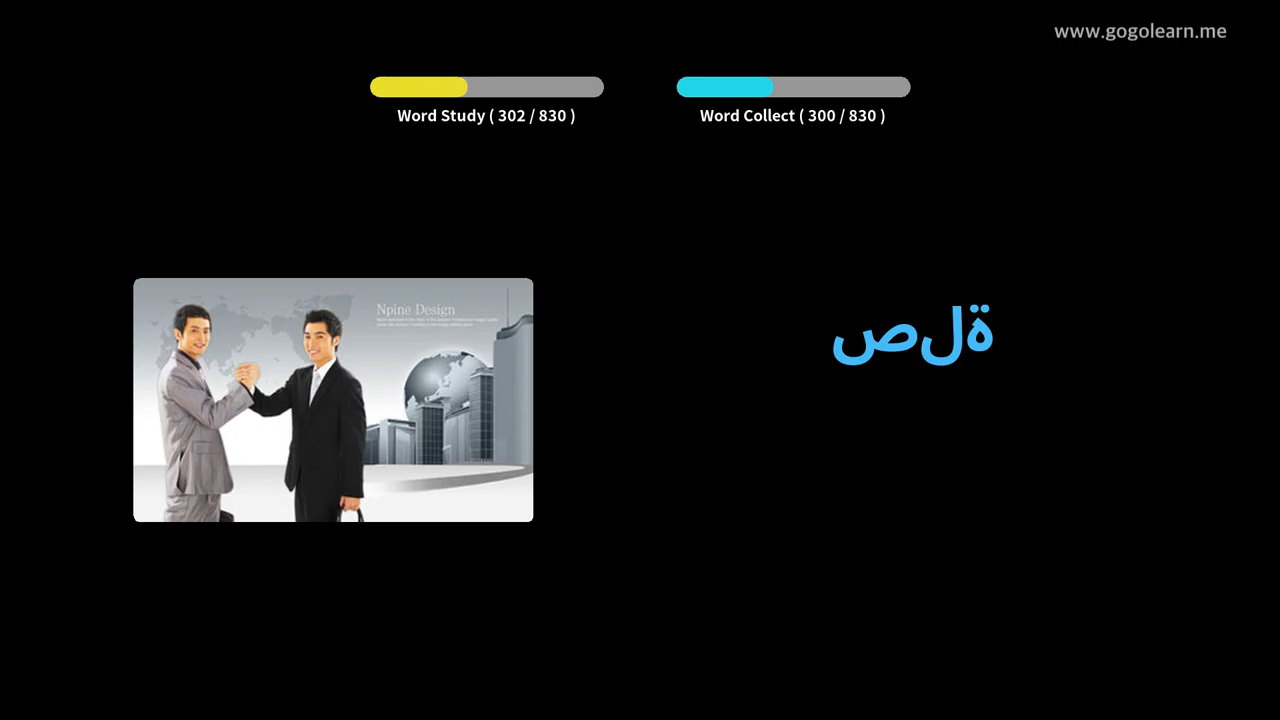 www.gogolearn.me
Word Study ( 302 / 830 )
Word Collect ( 300 / 830 )
Npine Design
صلة